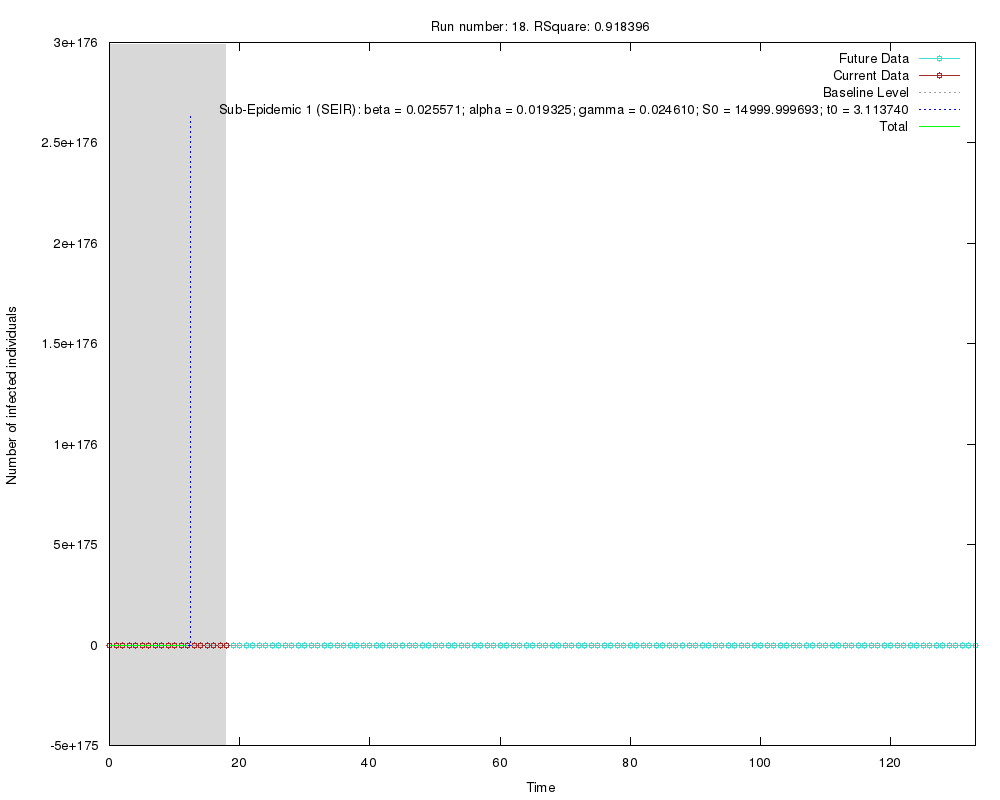 Run number: 18. RSquare: 0.918396
3e+176
2.5e+176
2e+176
1.5e+176
1e+176
5e+175
0
-5e+175
Number of infected individuals
Future Data
Current Data
Baseline Level
Sub-Epidemic 1 (SEIR): beta = 0.025571; alpha = 0.019325; gamma = 0.024610; S0 = 14999.999693; t0 = 3.113740
Total
0 20 40 60 80 100 120
Time